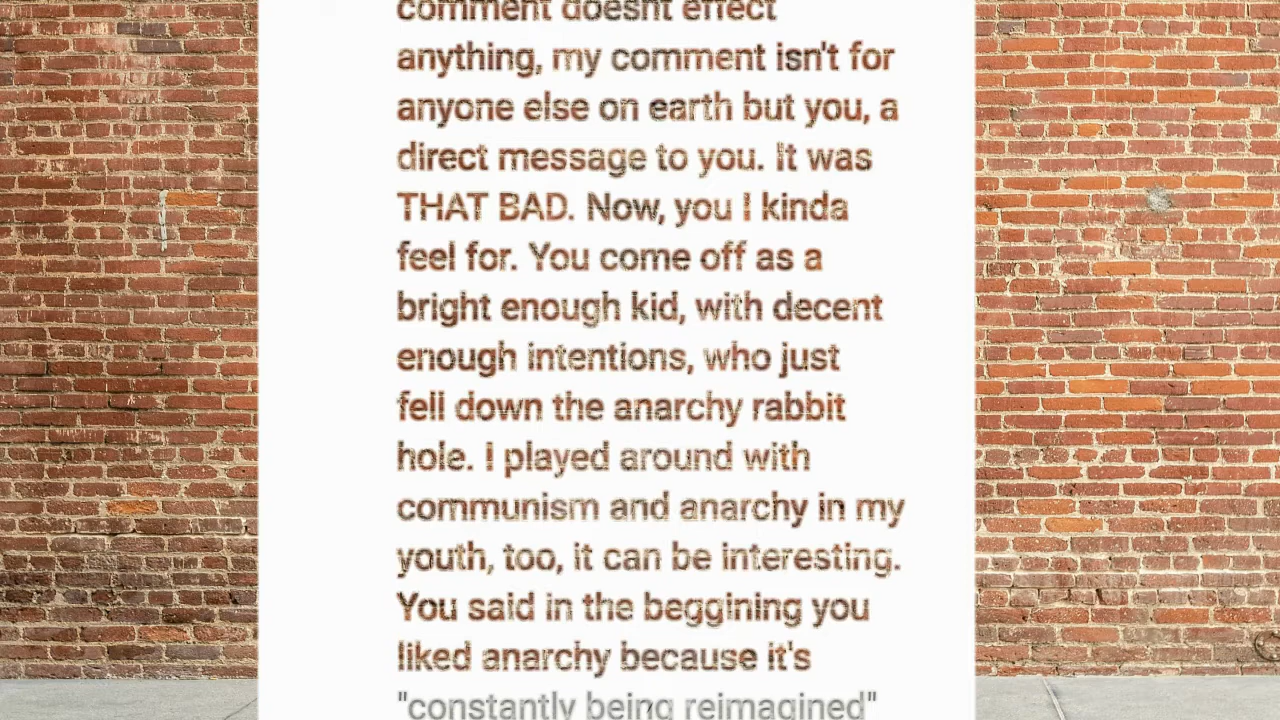 comment doesnt effect
anything, my comment isn't for
anyone else on earth but you, a
direct message to you. It was
THAT BAD. Now, you I kinda
feel for. You come off as a
bright enough kid, with decent
enough intentions, who just
fell down the anarchy rabbit
hole. I played around with
communism and anarchy in my
youth, too, it can be interesting.
You said in the beggining you
liked anarchy because it's
"constantly being reimagined"